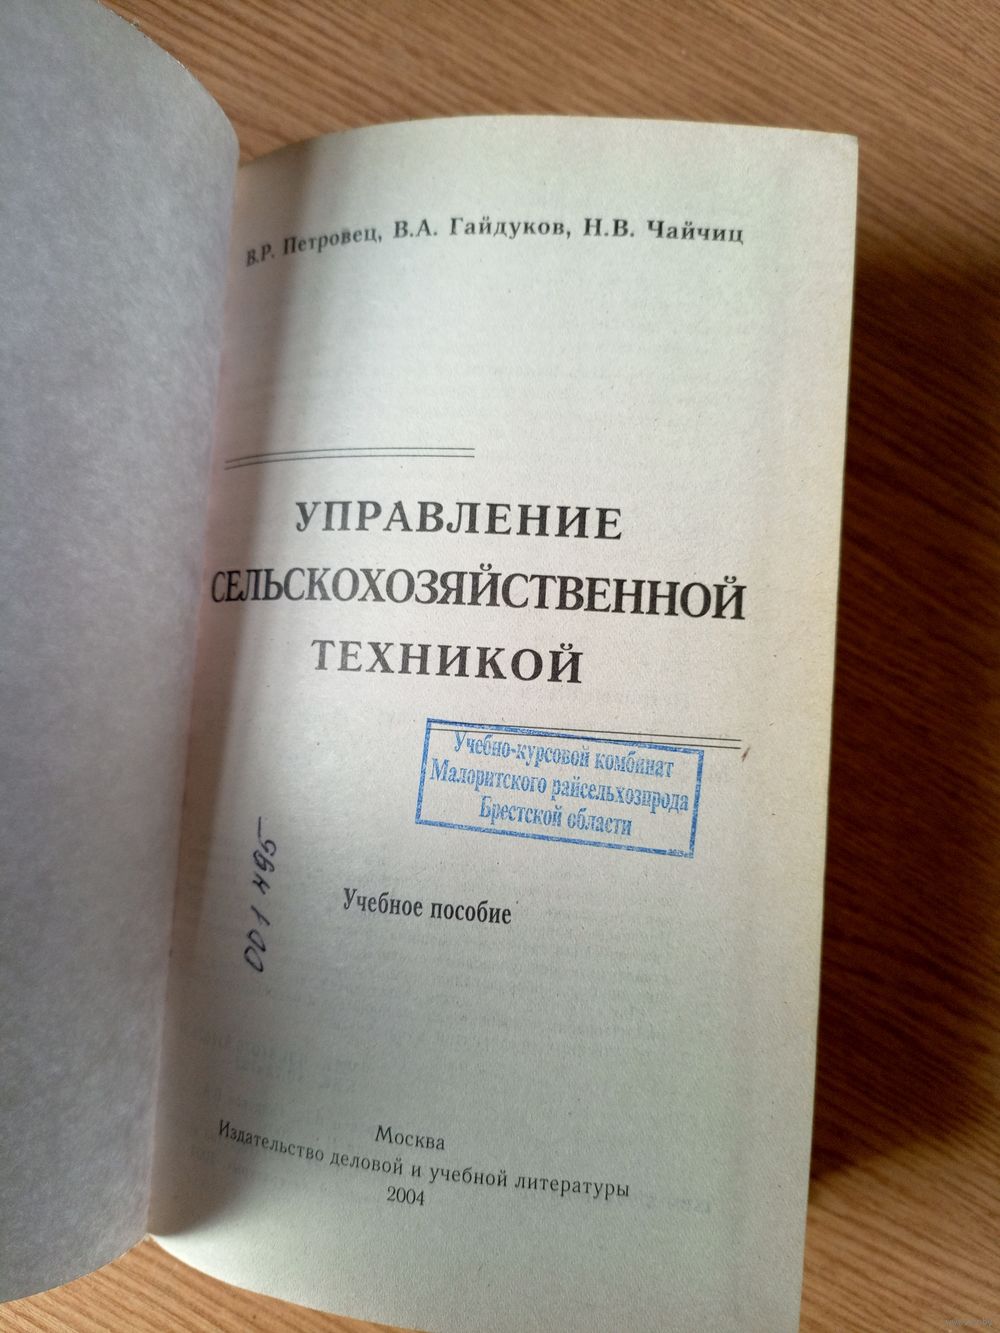 В.Р. Петровец, В.А. Гайдуков, Н.В. Чайчиц
УПРАВЛЕНИЕ
СЕЛЬСКОХОЗЯЙСТВЕННОЙ
ТЕХНИКОЙ
Учебно-курсовой комбинат
Малоритского райсельхозпрода
Брестской области
001495
Учебное пособие
Москва
Издательство деловой и учебной литературы
2004